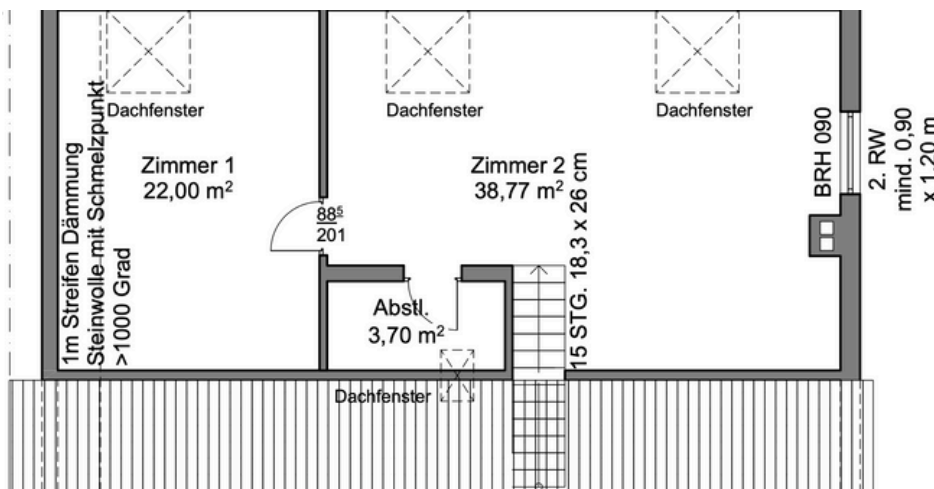 Dachfenster
Dachfenster
Dachfenster
Zimmer 1
22,00 m²
Zimmer 2
38,77 m²
1m Streifen Dämmung
Steinwolle mit Schmelzpunkt
>1000 Grad
88⁵
201
BRH 090
2. RW
mind. 0,90
x 1,20 m
Abstl.
3,70 m²
15 STG. 18,3 x 26 cm
Dachfenster